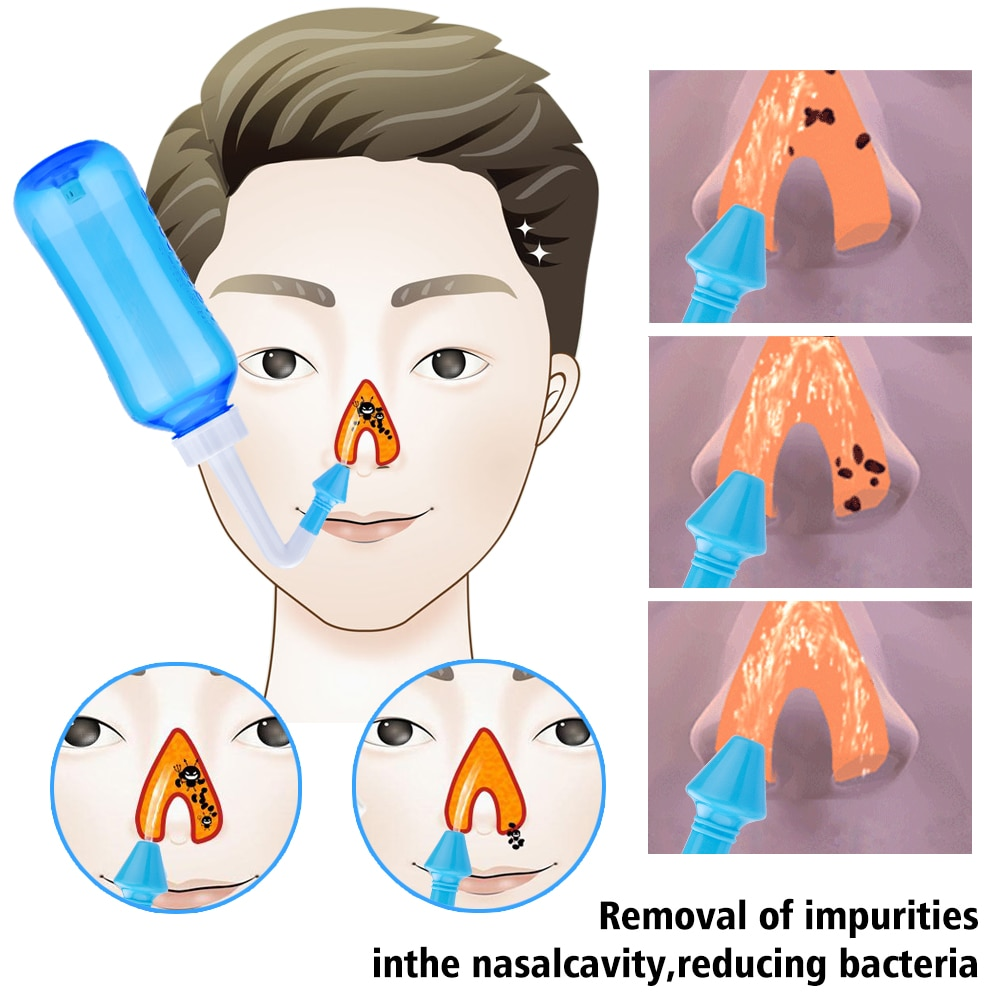 Removal of impurities
inthe nasalcavity,reducing bacteria